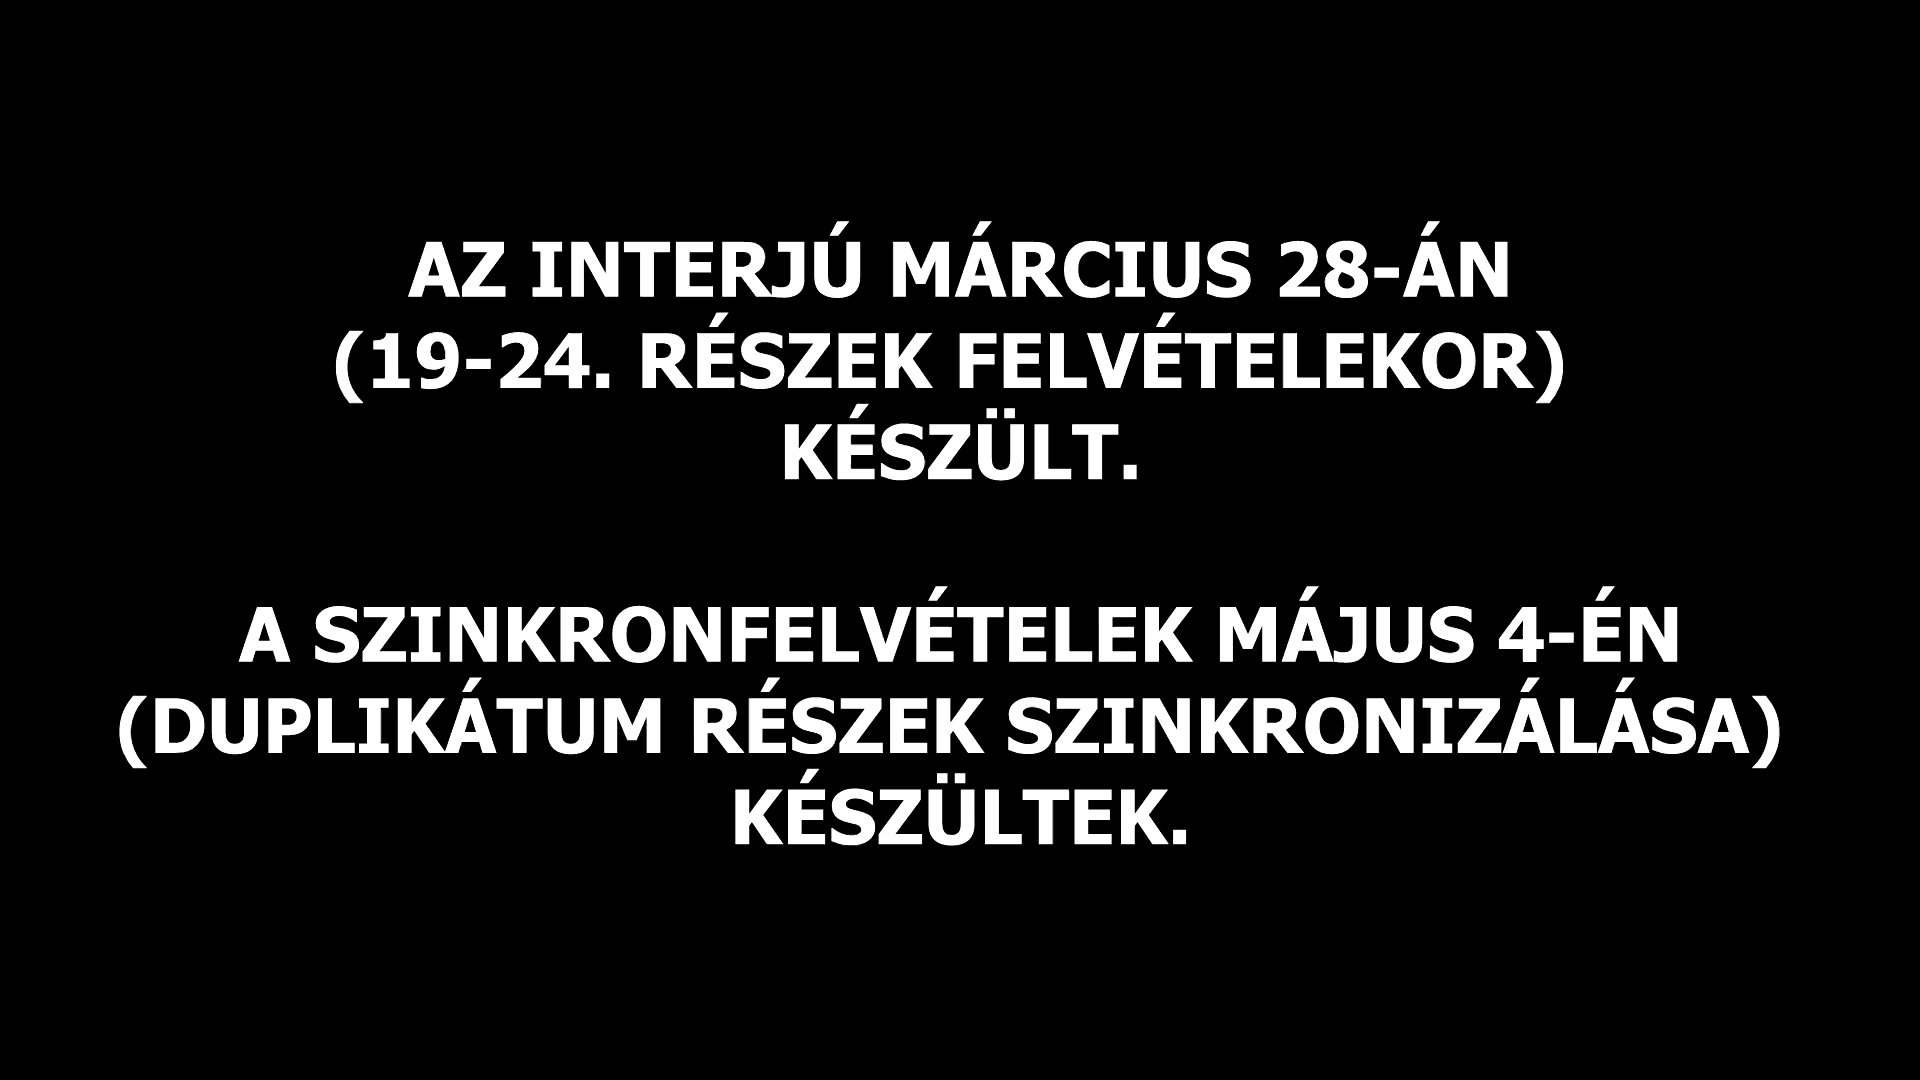 AZ INTERJÚ MÁRCIUS 28-ÁN
(19-24. RÉSZEK FELVÉTELEKOR)
KÉSZÜLT.
A SZINKRONFELVÉTELEK MÁJUS 4-ÉN
(DUPLIKÁTUM RÉSZEK SZINKRONIZÁLÁSA)
KÉSZÜLTEK.